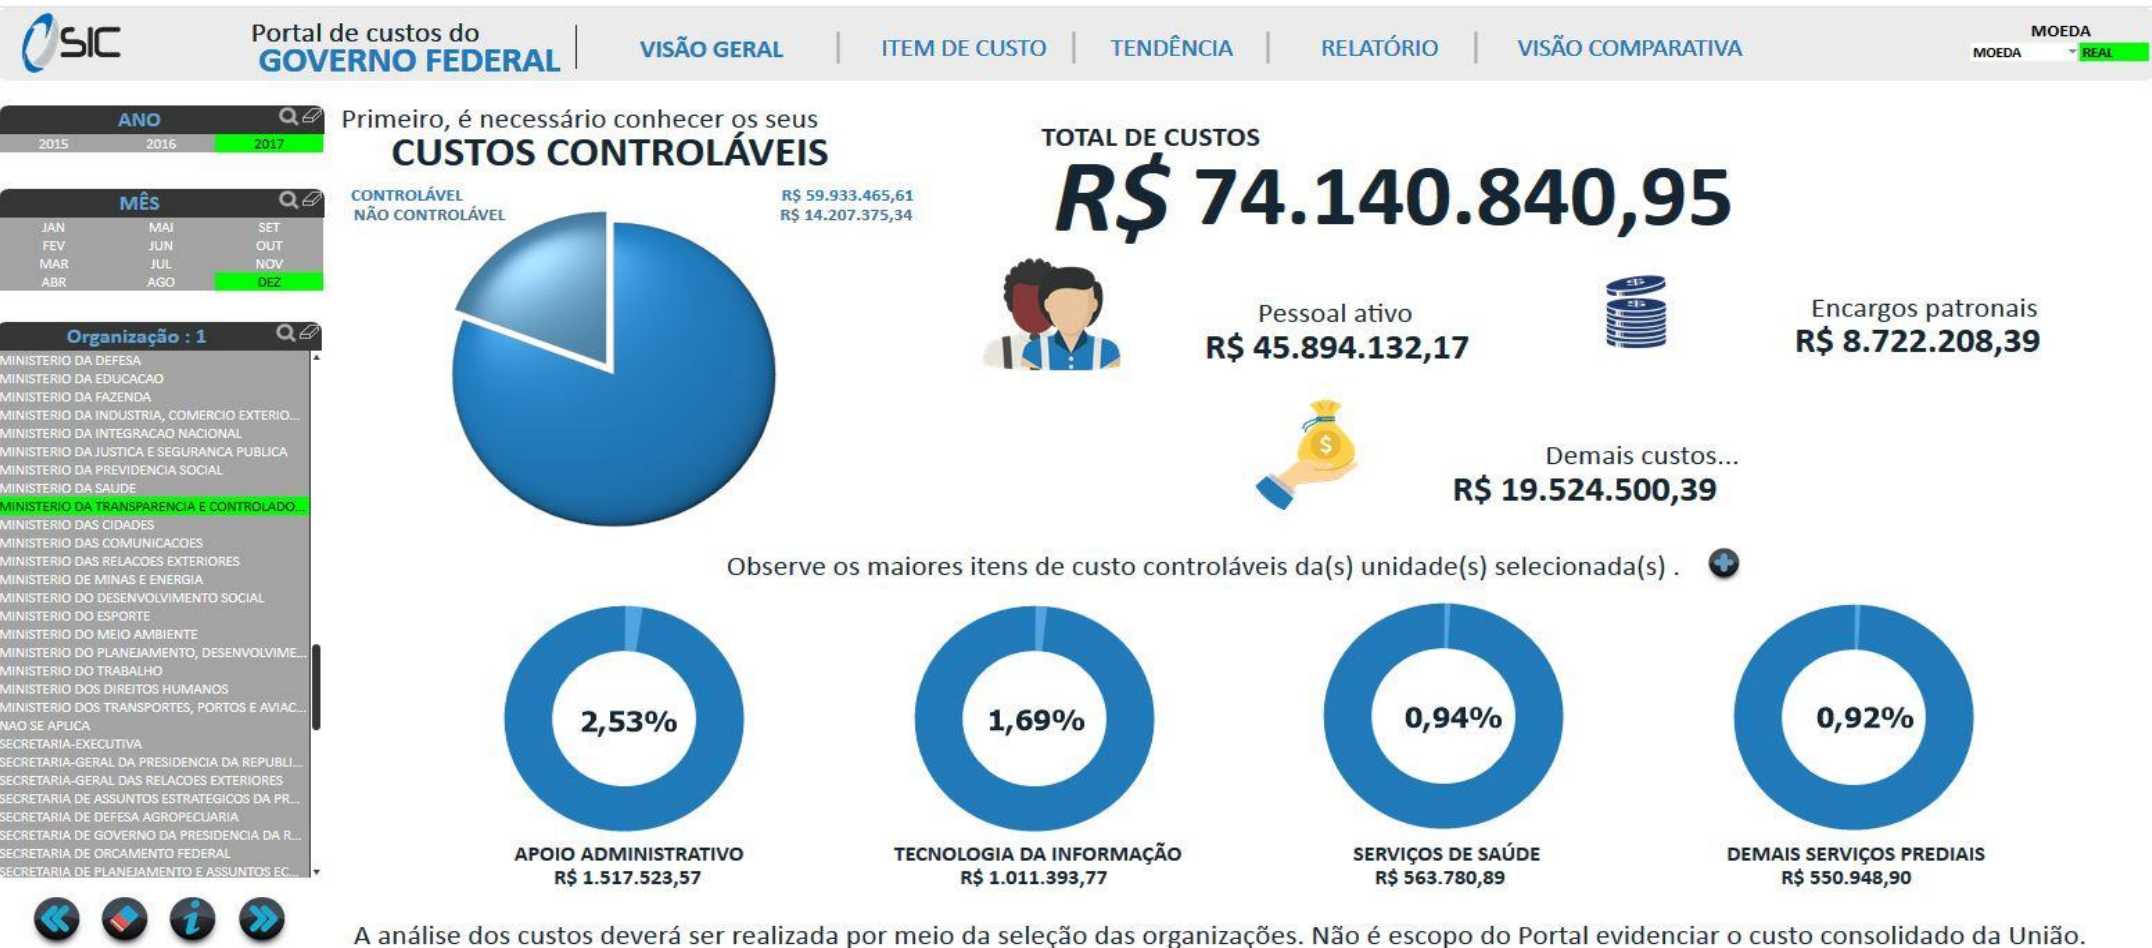 SIC
Portal de custos do
GOVERNO FEDERAL
VISÃO GERAL
ITEM DE CUSTO
TENDÊNCIA
RELATÓRIO
VISÃO COMPARATIVA
MOEDA
MOEDA REAL
ANO
2015 2016 2017
MÊS
JAN MAI SET
FEV JUN OUT
MAR JUL NOV
ABR AGO DEZ
Organização : 1
MINISTERIO DA DEFESA
MINISTERIO DA EDUCACAO
MINISTERIO DA FAZENDA
MINISTERIO DA INDUSTRIA, COMERCIO EXTERIO...
MINISTERIO DA INTEGRACAO NACIONAL
MINISTERIO DA JUSTICA E SEGURANCA PUBLICA
MINISTERIO DA PREVIDENCIA SOCIAL
MINISTERIO DA SAUDE
MINISTERIO DA TRANSPARENCIA E CONTROLADO...
MINISTERIO DAS CIDADES
MINISTERIO DAS COMUNICACOES
MINISTERIO DAS RELACOES EXTERIORES
MINISTERIO DE MINAS E ENERGIA
MINISTERIO DO DESENVOLVIMENTO SOCIAL
MINISTERIO DO ESPORTE
MINISTERIO DO MEIO AMBIENTE
MINISTERIO DO PLANEJAMENTO, DESENVOLVIME...
MINISTERIO DO TRABALHO
MINISTERIO DOS DIREITOS HUMANOS
MINISTERIO DOS TRANSPORTES, PORTOS E AVIAC...
NAO SE APLICA
SECRETARIA-EXECUTIVA
SECRETARIA-GERAL DA PRESIDENCIA DA REPUBLI...
SECRETARIA-GERAL DAS RELACOES EXTERIORES
SECRETARIA DE ASSUNTOS ESTRATEGICOS DA PR...
SECRETARIA DE DEFESA AGROPECUARIA
SECRETARIA DE GOVERNO DA PRESIDENCIA DA R...
SECRETARIA DE ORCAMENTO FEDERAL
SECRETARIA DE PLANEJAMENTO E ASSUNTOS EC...
Primeiro, é necessário conhecer os seus
CUSTOS CONTROLÁVEIS
CONTROLÁVEL R$ 59.933.465,61
NÃO CONTROLÁVEL R$ 14.207.375,34
TOTAL DE CUSTOS
R$ 74.140.840,95
Pessoal ativo
R$ 45.894.132,17
Encargos patronais
R$ 8.722.208,39
Demais custos...
R$ 19.524.500,39
Observe os maiores itens de custo controláveis da(s) unidade(s) selecionada(s) .
2,53%
APOIO ADMINISTRATIVO
R$ 1.517.523,57
1,69%
TECNOLOGIA DA INFORMAÇÃO
R$ 1.011.393,77
0,94%
SERVIÇOS DE SAÚDE
R$ 563.780,89
0,92%
DEMAIS SERVIÇOS PREDIAIS
R$ 550.948,90
A análise dos custos deverá ser realizada por meio da seleção das organizações. Não é escopo do Portal evidenciar o custo consolidado da União.